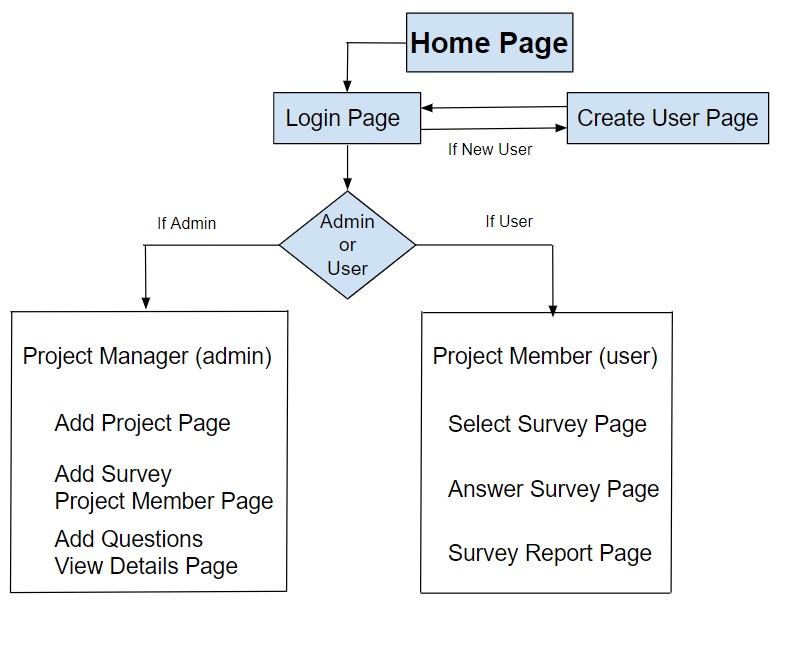 Home Page
Login Page
Create User Page
If New User
If Admin
Admin
or
User
If User
Project Manager (admin)
Add Project Page
Add Survey
Project Member Page
Add Questions
View Details Page
Project Member (user)
Select Survey Page
Answer Survey Page
Survey Report Page